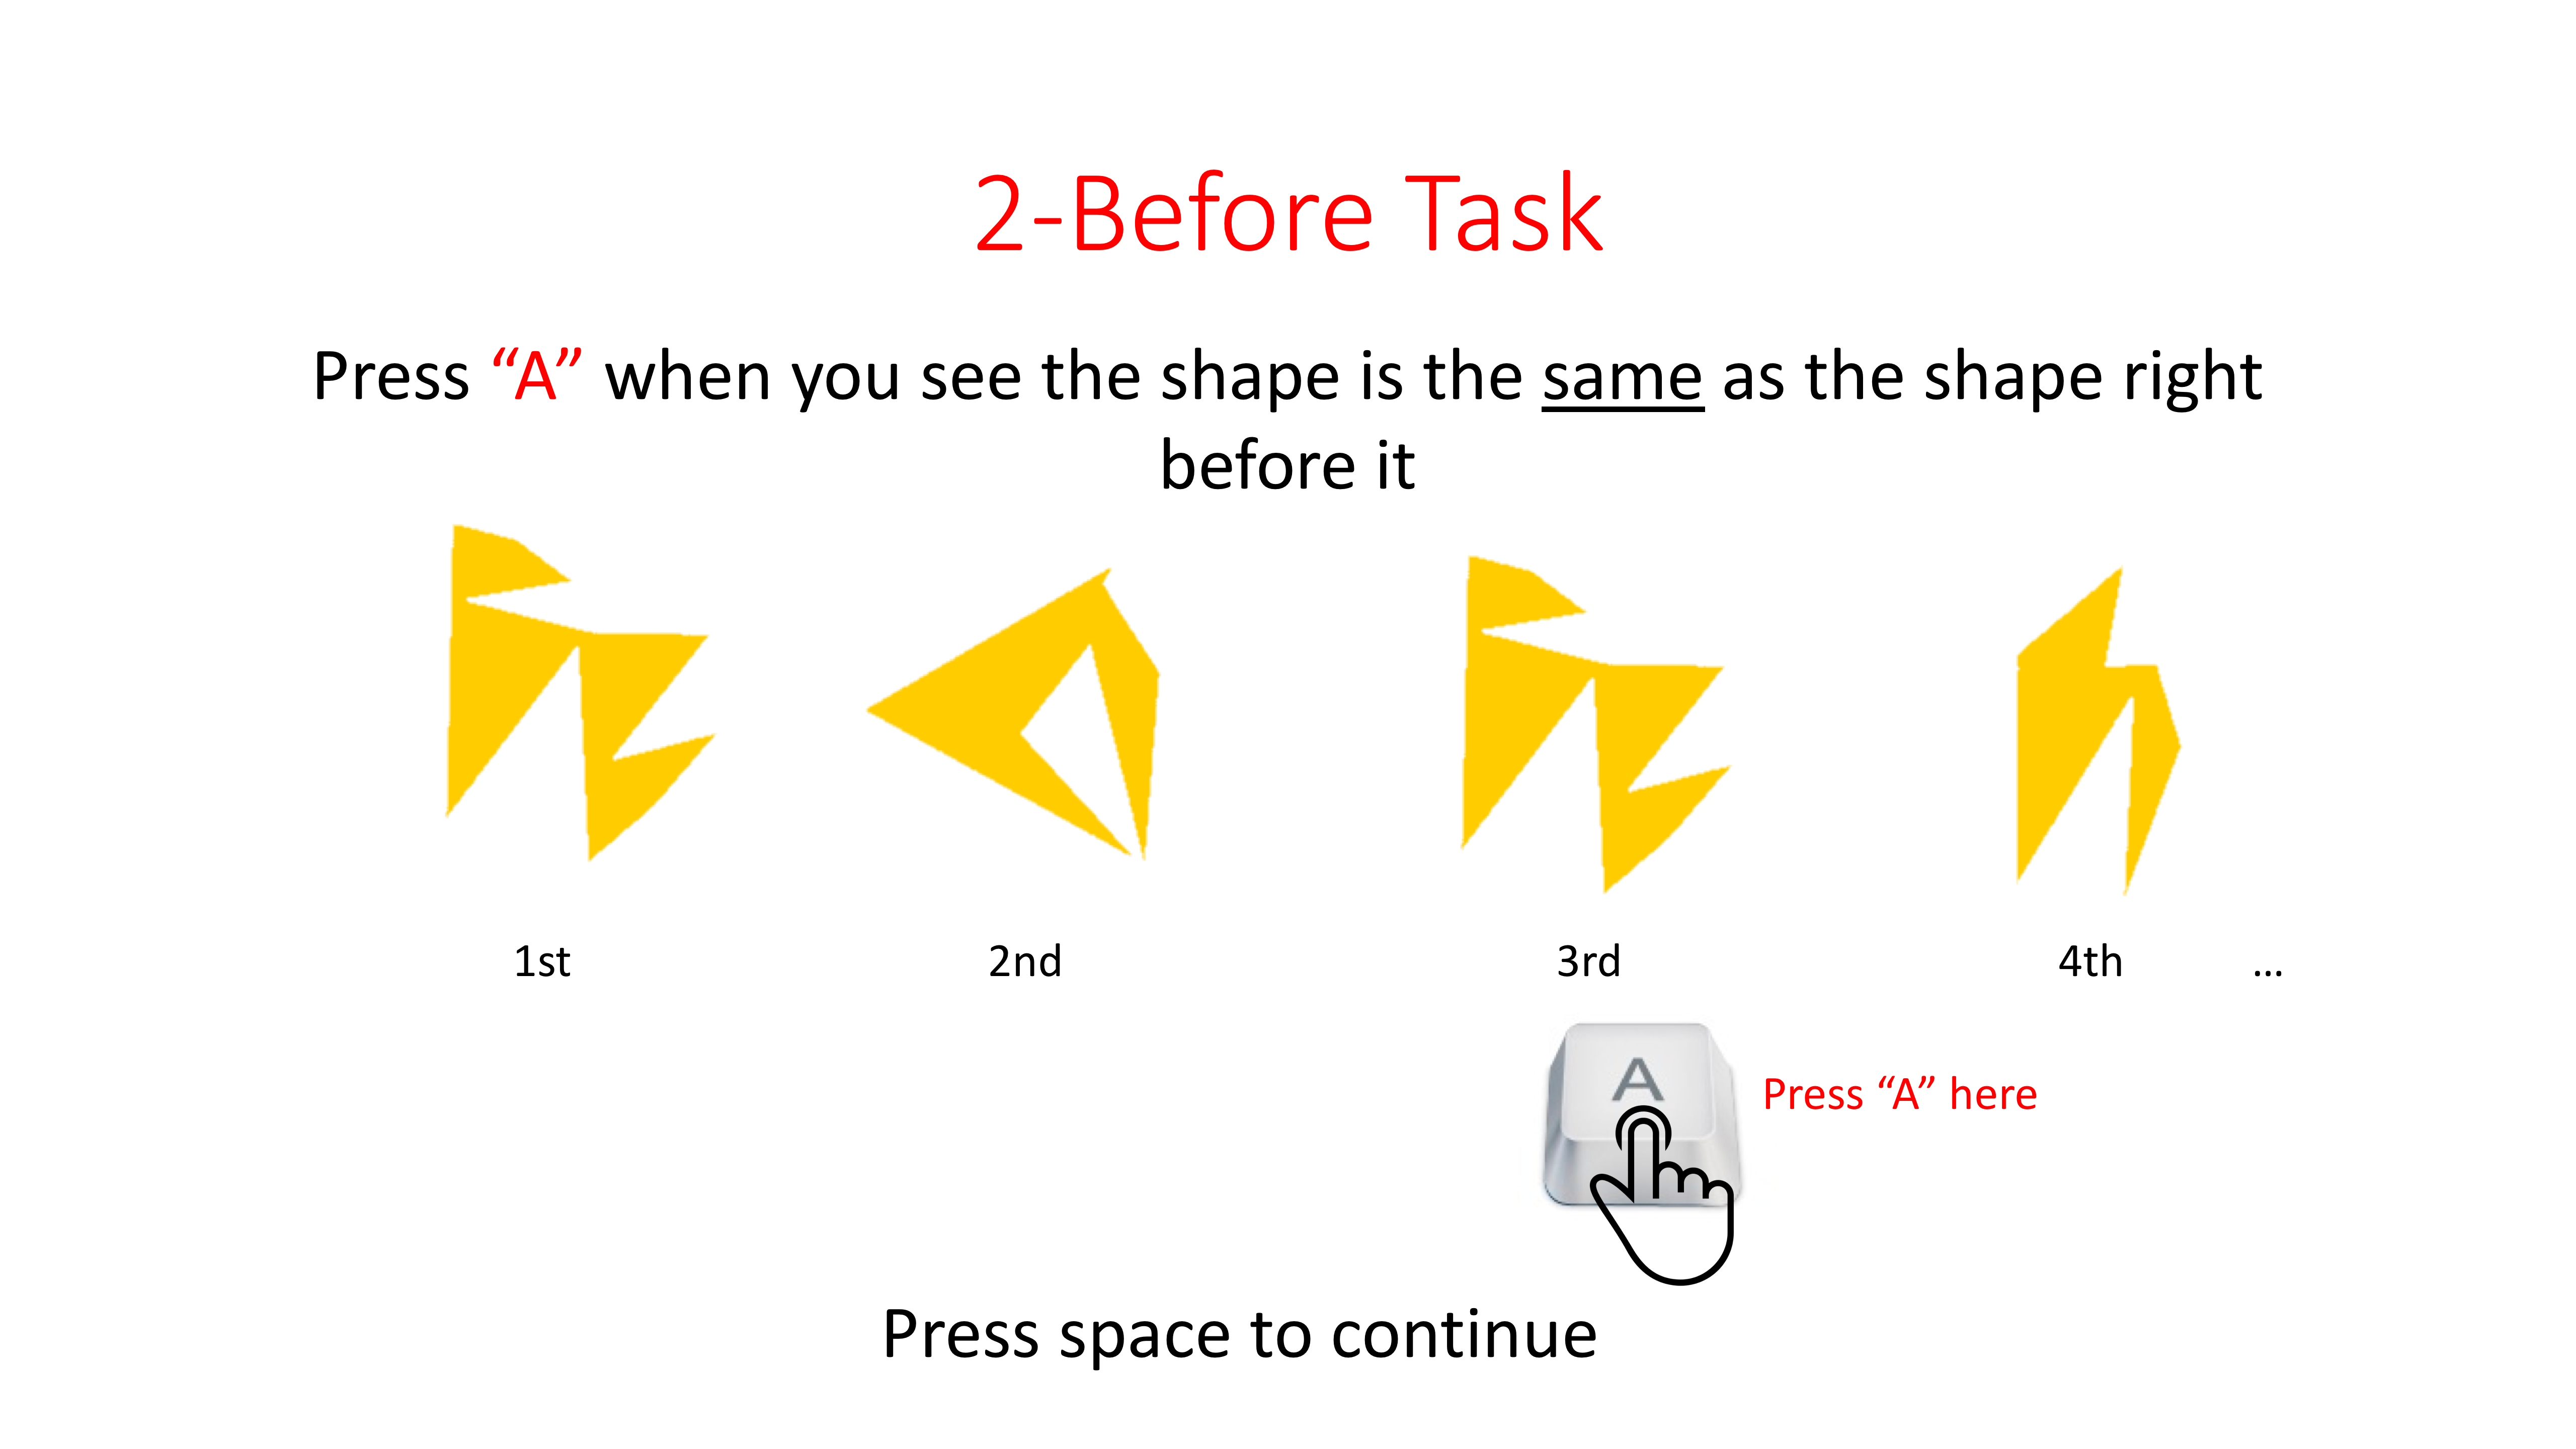 2-Before Task
Press “A” when you see the shape is the same as the shape right
before it
1st 2nd 3rd 4th ...
A
Press “A” here
Press space to continue